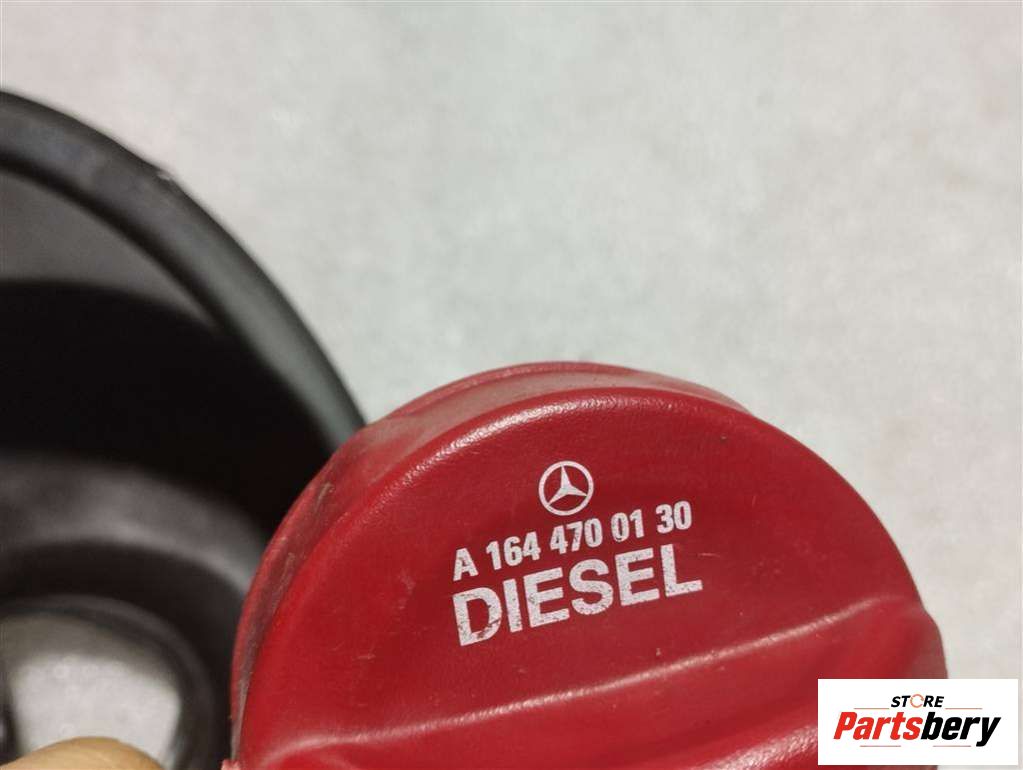 A 164 470 01 30
DIESEL
STORE
Partsbery